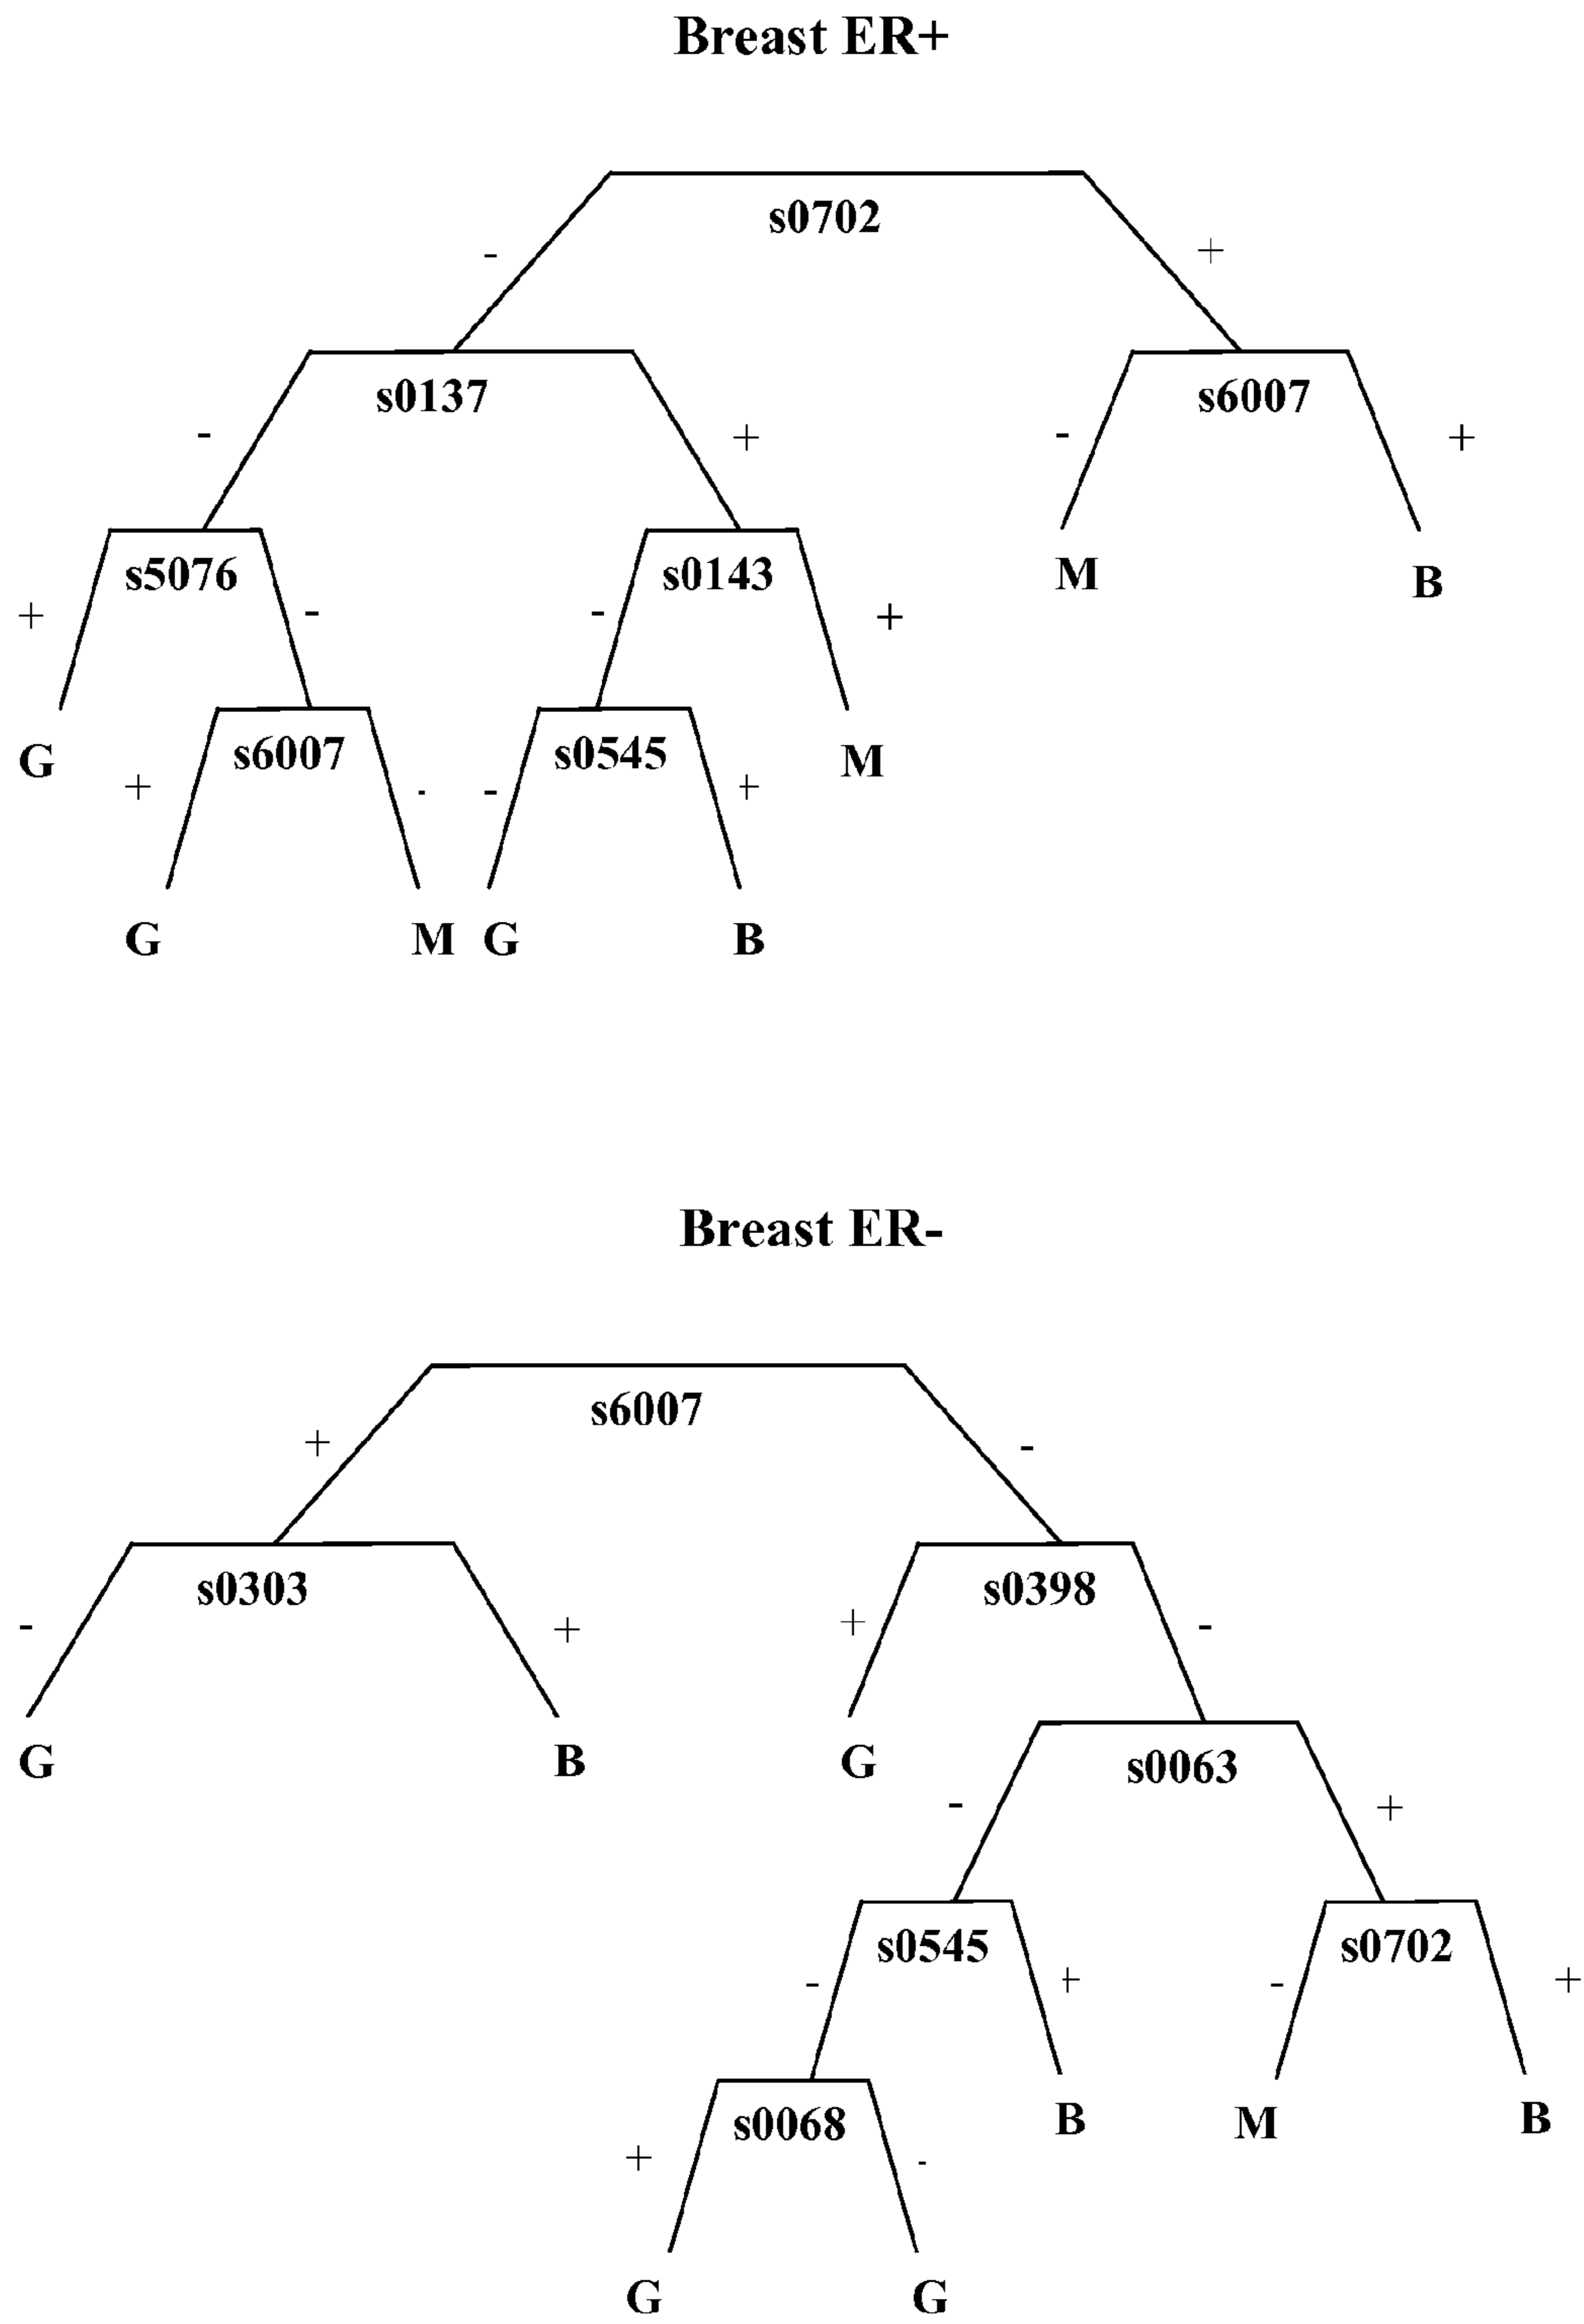 Breast ER+
s0702
- +
s0137 s6007
- + - +
s5076 s0143 M B
+ - - +
G s6007 s0545 M
+ - - +
G M G B
Breast ER-
s6007
+ -
s0303 s0398
- + + -
G B G s0063
- +
s0545 s0702
- + - +
s0068 B M B
+ -
G G